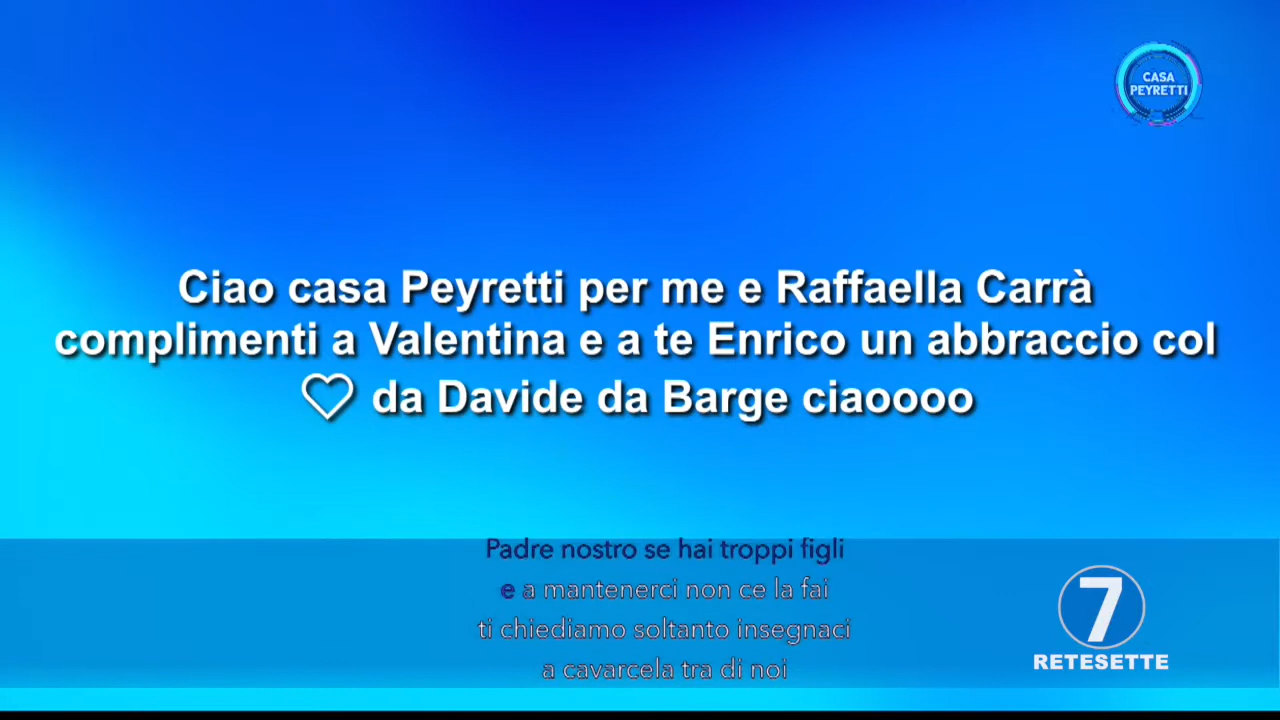 CASA
PEYRETTI
Ciao casa Peyretti per me e Raffaella Carrà
complimenti a Valentina e a te Enrico un abbraccio col
♡ da Davide da Barge ciaoooo
Padre nostro se hai troppi figli
e a mantenerci non ce la fai
ti chiediamo soltanto insegnaci
a cavarcela tra di noi
7
RETESETTE